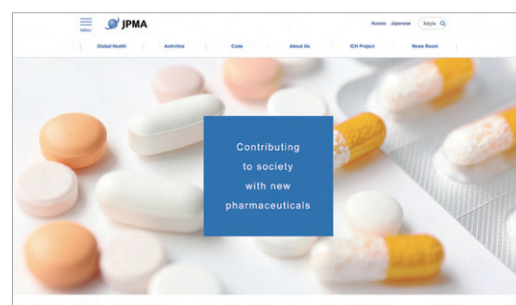 JPMA
MENU
Access Japanese
Global Health Activities Code About Us ICH Project News Room
Contributing
to society
with new
pharmaceuticals